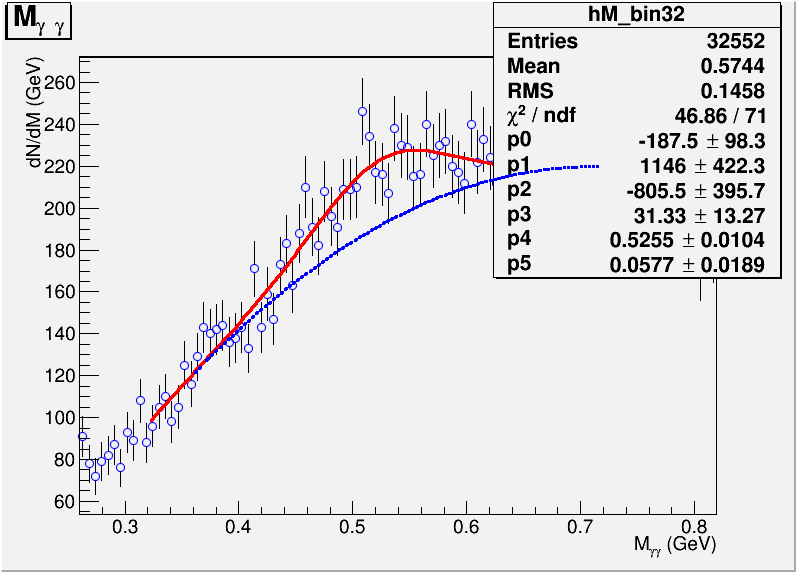 M γ γ
hM_bin32
Entries 32552
Mean 0.5744
RMS 0.1458
χ² / ndf 46.86 / 71
p0 -187.5 ± 98.3
p1 1146 ± 422.3
p2 -805.5 ± 395.7
p3 31.33 ± 13.27
p4 0.5255 ± 0.0104
p5 0.0577 ± 0.0189
dN/dM (GeV)
260
240
220
200
180
160
140
120
100
80
60
0.3 0.4 0.5 0.6 0.7 0.8
Mγγ (GeV)